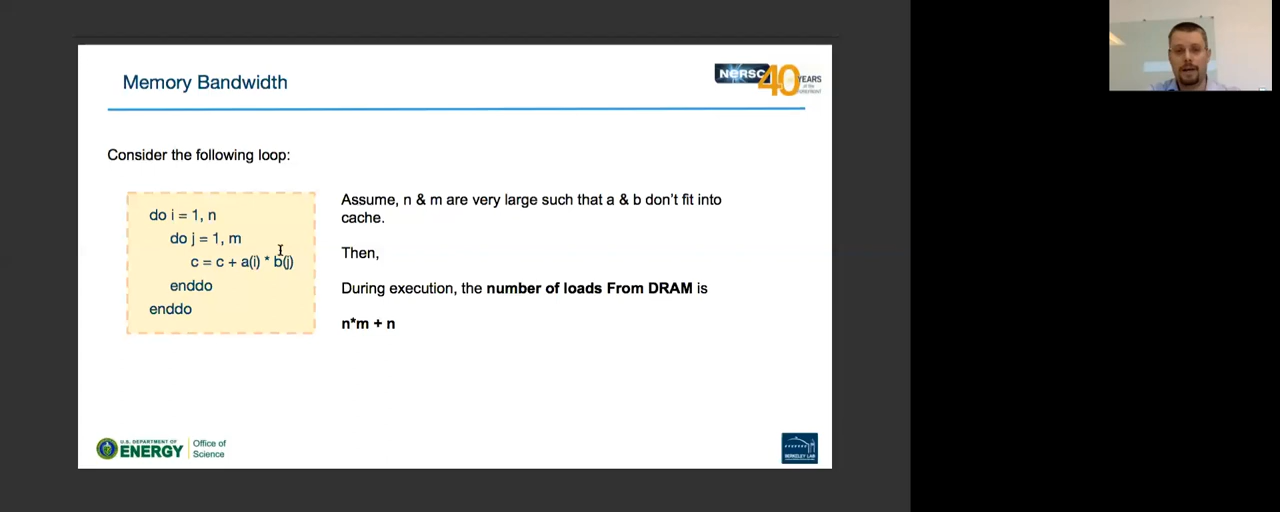 Memory Bandwidth
NERSC 40 YEARS
Consider the following loop:
do i = 1, n
do j = 1, m
c = c + a(i) * b(j)
enddo
enddo
Assume, n & m are very large such that a & b don't fit into
cache.
Then,
During execution, the number of loads From DRAM is
n*m + n
U.S. DEPARTMENT OF
ENERGY
Office of
Science
BERKELEY LAB